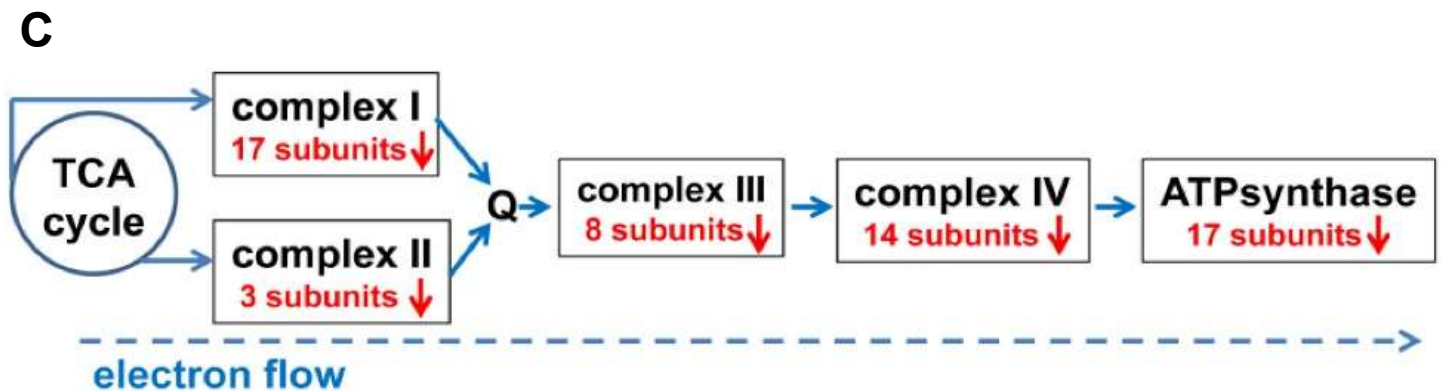 C
TCA
cycle
complex I
17 subunits
complex II
3 subunits
Q
complex III
8 subunits
complex IV
14 subunits
ATPsynthase
17 subunits
electron flow